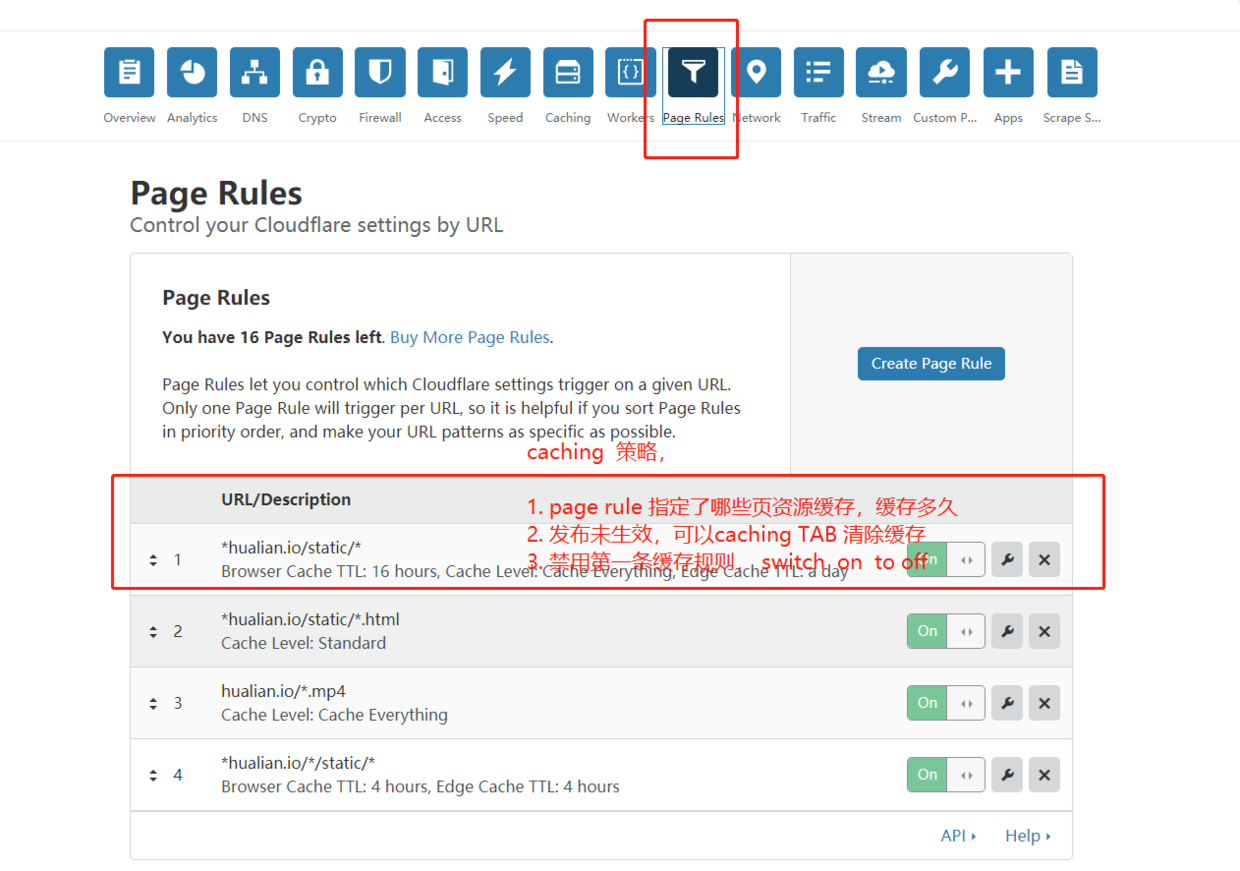 Overview Analytics DNS Crypto Firewall Access Speed Caching Workers Page Rules Network Traffic Stream Custom P... Apps Scrape S...
Page Rules
Control your Cloudflare settings by URL
Page Rules
You have 16 Page Rules left. Buy More Page Rules.
Create Page Rule
Page Rules let you control which Cloudflare settings trigger on a given URL.
Only one Page Rule will trigger per URL, so it is helpful if you sort Page Rules
in priority order, and make your URL patterns as specific as possible.
caching 策略,
URL/Description
1. page rule 指定了哪些页资源缓存，缓存多久
2. 发布未生效，可以caching TAB 清除缓存
3. 禁用第一条缓存规则， switch on to off
1 *hualian.io/static/* On
Browser Cache TTL: 16 hours, Cache Level: Cache Everything, Edge Cache TTL: a day
2 *hualian.io/static/*.html On
Cache Level: Standard
3 hualian.io/*.mp4 On
Cache Level: Cache Everything
4 *hualian.io/*/static/* On
Browser Cache TTL: 4 hours, Edge Cache TTL: 4 hours
API Help